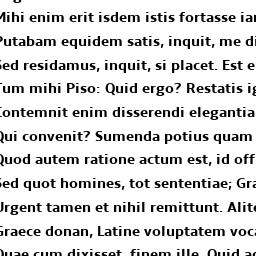 Mihi enim erit isdem istis fortasse iar
Putabam equidem satis, inquit, me di
Sed residamus, inquit, si placet. Est e
Tum mihi Piso: Quid ergo? Restatis ig
Contemnit enim disserendi elegantia
Qui convenit? Sumenda potius quam
Quod autem ratione actum est, id off
Sed quot homines, tot sententiae; Gra
Urgent tamen et nihil remittunt. Alite
Graece donan, Latine voluptatem voca
Quae cum dixisset, finem ille. Quid ad